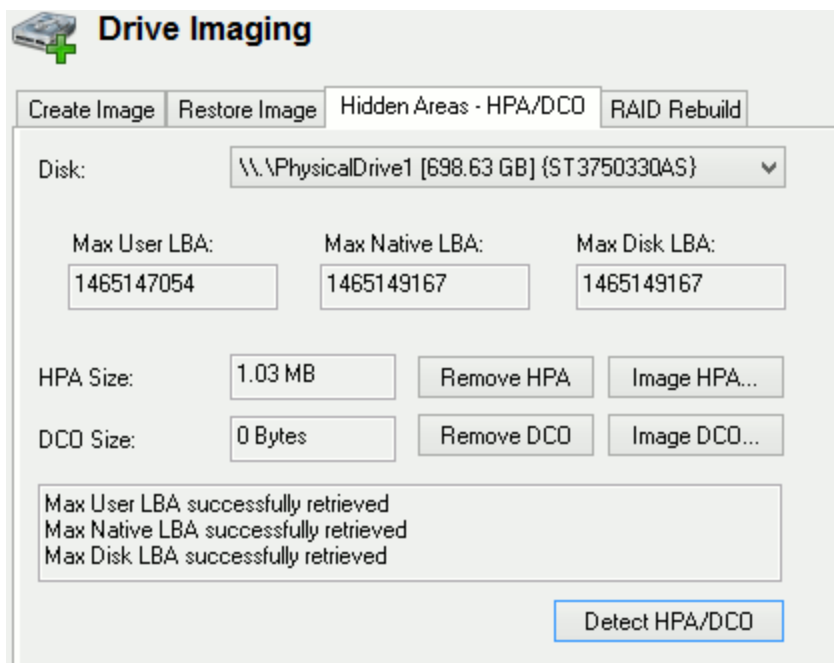 Drive Imaging
Create Image Restore Image Hidden Areas - HPA/DCO RAID Rebuild
Disk: \\.\PhysicalDrive1 [698.63 GB] {ST3750330AS}
Max User LBA: Max Native LBA: Max Disk LBA:
1465147054 1465149167 1465149167
HPA Size: 1.03 MB Remove HPA Image HPA...
DCO Size: 0 Bytes Remove DCO Image DCO...
Max User LBA successfully retrieved
Max Native LBA successfully retrieved
Max Disk LBA successfully retrieved
Detect HPA/DCO